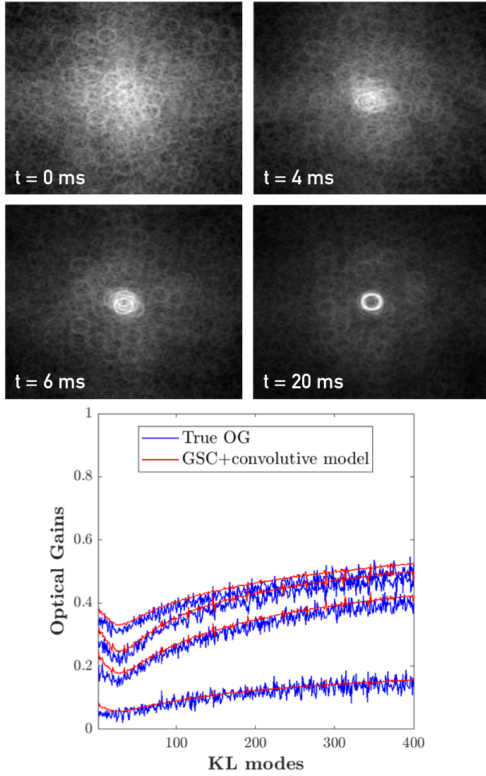 t = 0 ms
t = 4 ms
t = 6 ms
t = 20 ms
1
0.8
0.6
0.4
0.2
0
True OG
GSC+convolutive model
Optical Gains
100
200
300
400
KL modes